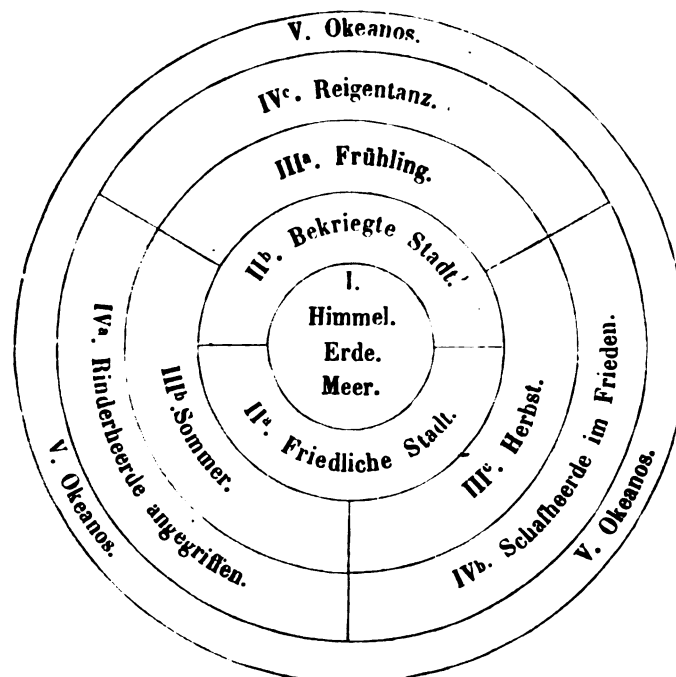 V. Okeanos.
IVc. Reigentanz.
IIIa. Frühling.
IIb. Bekriegte Stadt.
I.
Himmel.
Erde.
Meer.
IIa. Friedliche Stadt.
IIIb. Sommer.
IIIc. Herbst.
IVa. Rinderheerde angegriffen.
IVb. Schafheerde im Frieden.
V. Okeanos.
V. Okeanos.